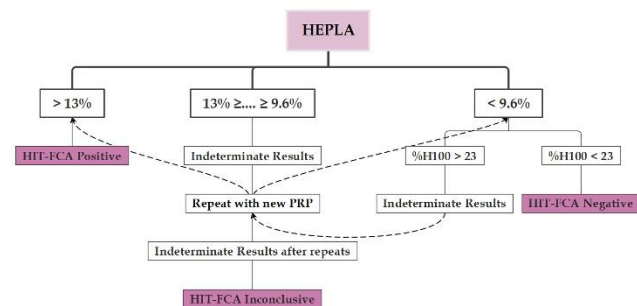 HEPLA
> 13%
13% ≥.... ≥ 9.6%
< 9.6%
HIT-FCA Positive
Indeterminate Results
%H100 > 23
%H100 < 23
Repeat with new PRP
Indeterminate Results
HIT-FCA Negative
Indeterminate Results after repeats
HIT-FCA Inconclusive